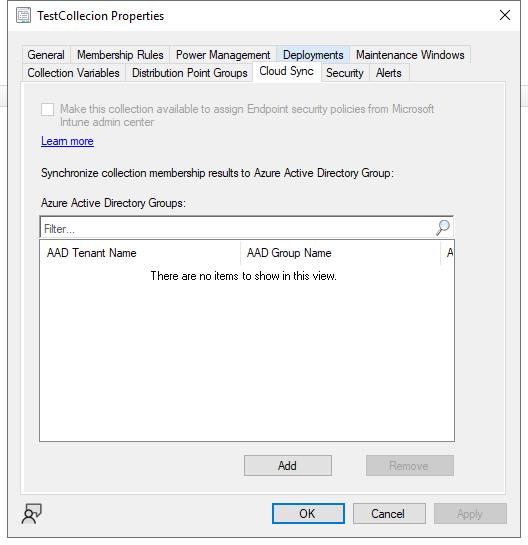 TestCollecion Properties
General Membership Rules Power Management Deployments Maintenance Windows
Collection Variables Distribution Point Groups Cloud Sync Security Alerts
Make this collection available to assign Endpoint security policies from Microsoft
Intune admin center
Learn more
Synchronize collection membership results to Azure Active Directory Group:
Azure Active Directory Groups:
Filter...
AAD Tenant Name AAD Group Name A
There are no items to show in this view.
Add Remove
OK Cancel Apply